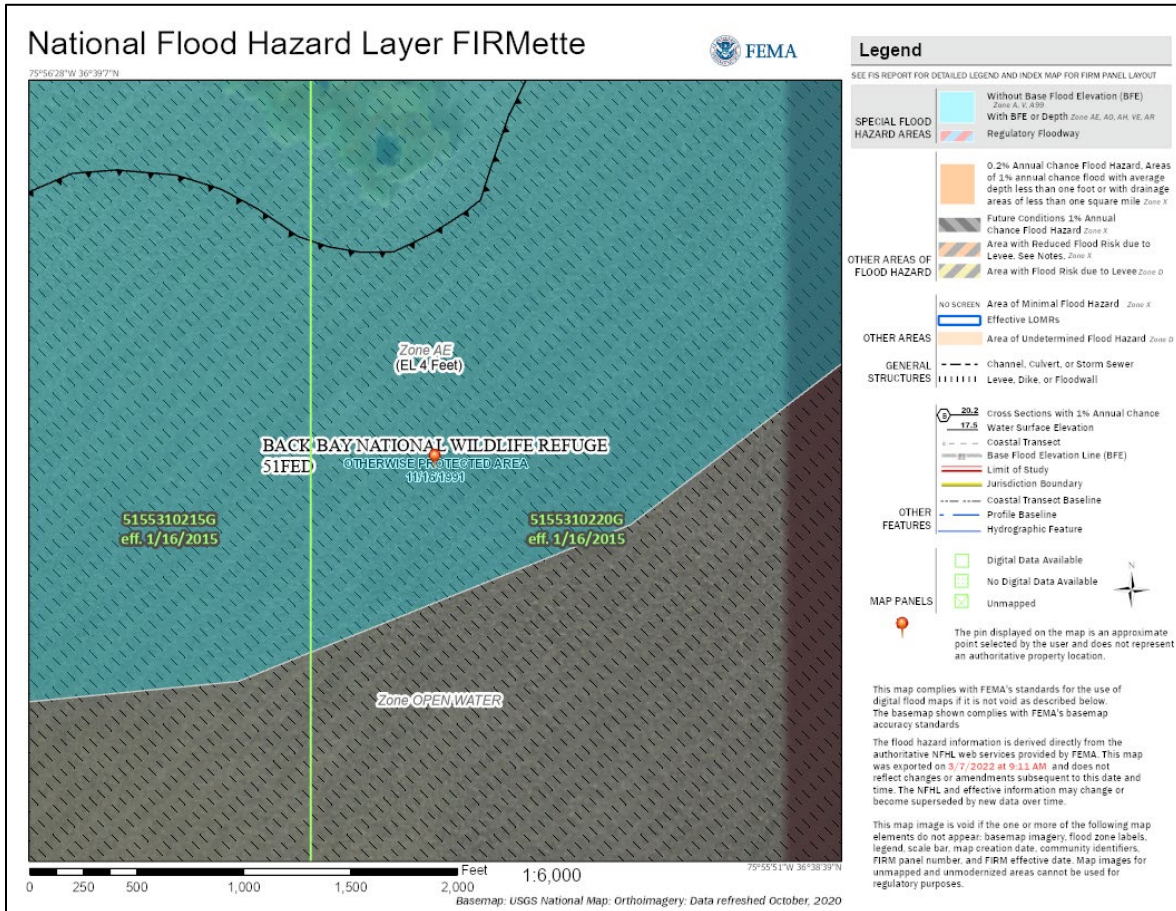 National Flood Hazard Layer FIRMette
FEMA
75°56'28"W 36°39'7"N
Zone AE
(EL 4 Feet)
BACK BAY NATIONAL WILDLIFE REFUGE
51FED
OTHERWISE PROTECTED AREA
11/16/1991
5155310215G
eff. 1/16/2015
5155310220G
eff. 1/16/2015
Zone OPEN WATER
75°55'51"W 36°38'39"N
Feet
1:6,000
0 250 500 1,000 1,500 2,000
Basemap: USGS National Map: Orthoimagery: Data refreshed October, 2020
Legend
SEE FIS REPORT FOR DETAILED LEGEND AND INDEX MAP FOR FIRM PANEL LAYOUT
SPECIAL FLOOD
HAZARD AREAS
Without Base Flood Elevation (BFE)
Zone A, V, A99
With BFE or Depth Zone AE, AO, AH, VE, AR
Regulatory Floodway
OTHER AREAS OF
FLOOD HAZARD
0.2% Annual Chance Flood Hazard, Areas
of 1% annual chance flood with average
depth less than one foot or with drainage
areas of less than one square mile Zone X
Future Conditions 1% Annual
Chance Flood Hazard Zone X
Area with Reduced Flood Risk due to
Levee. See Notes. Zone X
Area with Flood Risk due to Levee Zone D
OTHER AREAS
NO SCREEN Area of Minimal Flood Hazard Zone X
Effective LOMRs
Area of Undetermined Flood Hazard Zone D
GENERAL
STRUCTURES
Channel, Culvert, or Storm Sewer
Levee, Dike, or Floodwall
OTHER
FEATURES
B 20.2 Cross Sections with 1% Annual Chance
17.5 Water Surface Elevation
Coastal Transect
Base Flood Elevation Line (BFE)
Limit of Study
Jurisdiction Boundary
Coastal Transect Baseline
Profile Baseline
Hydrographic Feature
MAP PANELS
Digital Data Available
No Digital Data Available
Unmapped
N
The pin displayed on the map is an approximate
point selected by the user and does not represent
an authoritative property location.
This map complies with FEMA's standards for the use of
digital flood maps if it is not void as described below.
The basemap shown complies with FEMA's basemap
accuracy standards
The flood hazard information is derived directly from the
authoritative NFHL web services provided by FEMA. This map
was exported on 3/7/2022 at 9:11 AM and does not
reflect changes or amendments subsequent to this date and
time. The NFHL and effective information may change or
become superseded by new data over time.
This map image is void if the one or more of the following map
elements do not appear: basemap imagery, flood zone labels,
legend, scale bar, map creation date, community identifiers,
FIRM panel number, and FIRM effective date. Map images for
unmapped and unmodernized areas cannot be used for
regulatory purposes.